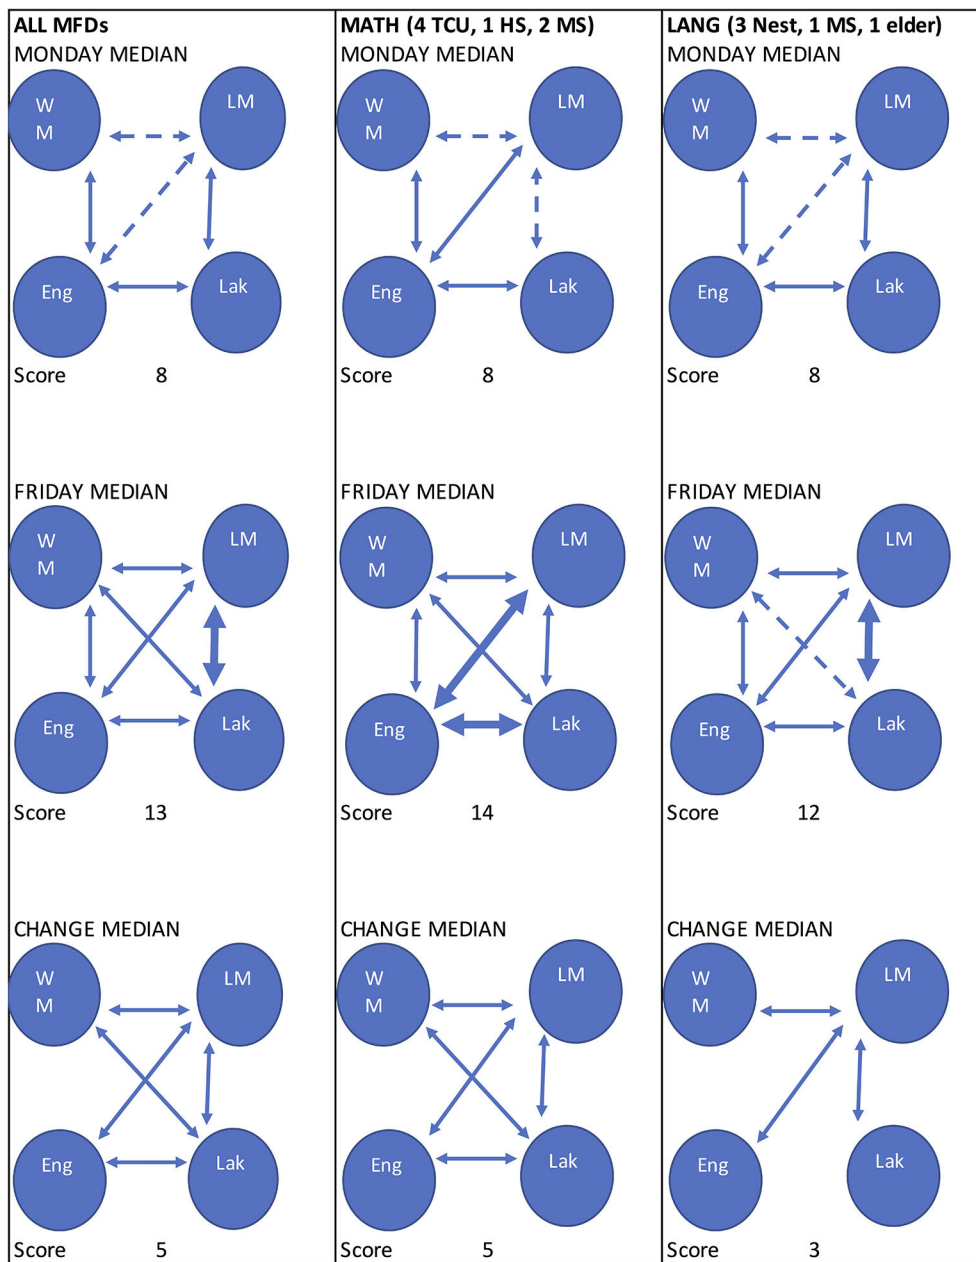 ALL MFDs
MONDAY MEDIAN
W
M
LM
Eng
Lak
Score 8
FRIDAY MEDIAN
W
M
LM
Eng
Lak
Score 13
CHANGE MEDIAN
W
M
LM
Eng
Lak
Score 5
MATH (4 TCU, 1 HS, 2 MS)
MONDAY MEDIAN
W
M
LM
Eng
Lak
Score 8
FRIDAY MEDIAN
W
M
LM
Eng
Lak
Score 14
CHANGE MEDIAN
W
M
LM
Eng
Lak
Score 5
LANG (3 Nest, 1 MS, 1 elder)
MONDAY MEDIAN
W
M
LM
Eng
Lak
Score 8
FRIDAY MEDIAN
W
M
LM
Eng
Lak
Score 12
CHANGE MEDIAN
W
M
LM
Eng
Lak
Score 3